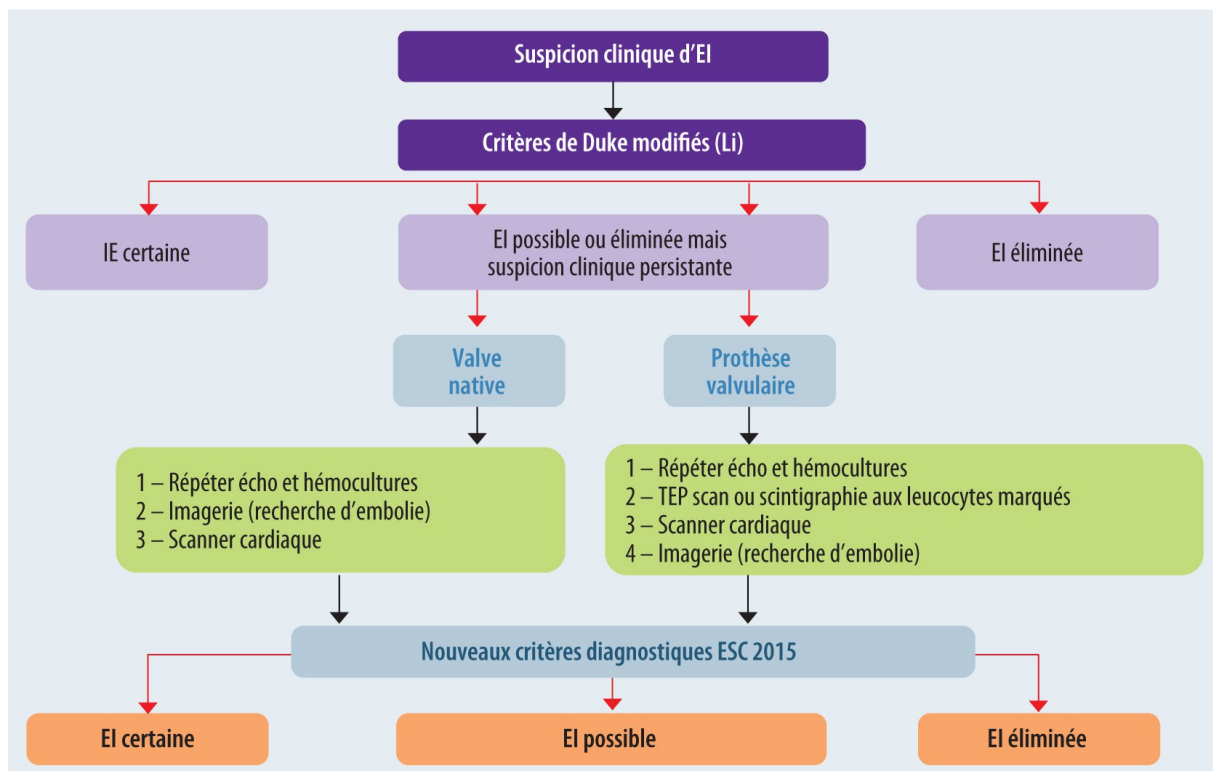 Suspicion clinique d’EI
Critères de Duke modifiés (Li)
IE certaine
EI possible ou éliminée mais
suspicion clinique persistante
EI éliminée
Valve
native
Prothèse
valvulaire
1 – Répéter écho et hémocultures
2 – Imagerie (recherche d’embolie)
3 – Scanner cardiaque
1 – Répéter écho et hémocultures
2 – TEP scan ou scintigraphie aux leucocytes marqués
3 – Scanner cardiaque
4 – Imagerie (recherche d’embolie)
Nouveaux critères diagnostiques ESC 2015
EI certaine
EI possible
EI éliminée